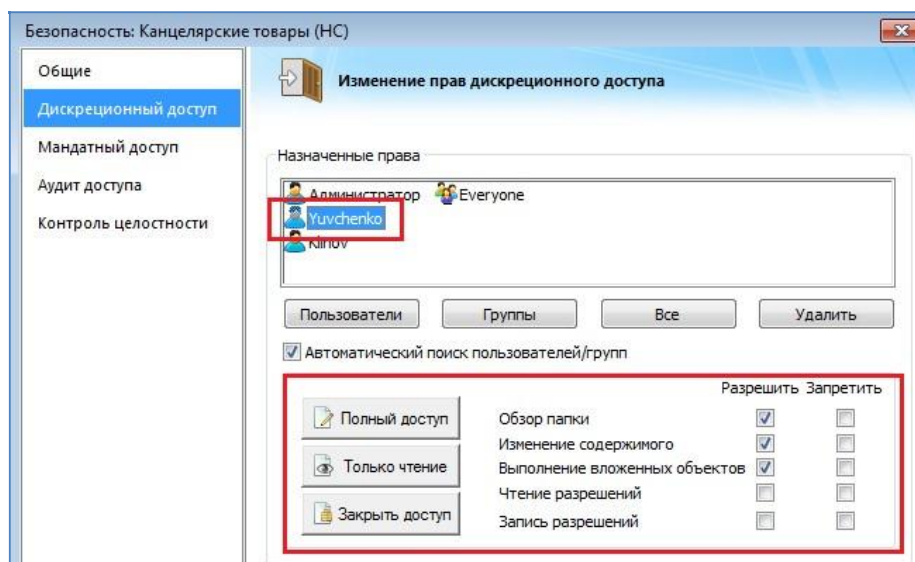 Безопасность: Канцелярские товары (НС)
Общие
Дискреционный доступ
Мандатный доступ
Аудит доступа
Контроль целостности
Изменение прав дискреционного доступа
Назначенные права
Администратор Everyone
Yuvchenko
Klinov
Пользователи Группы Все Удалить
Автоматический поиск пользователей/групп
Разрешить Запретить
Полный доступ
Только чтение
Закрыть доступ
Обзор папки
Изменение содержимого
Выполнение вложенных объектов
Чтение разрешений
Запись разрешений